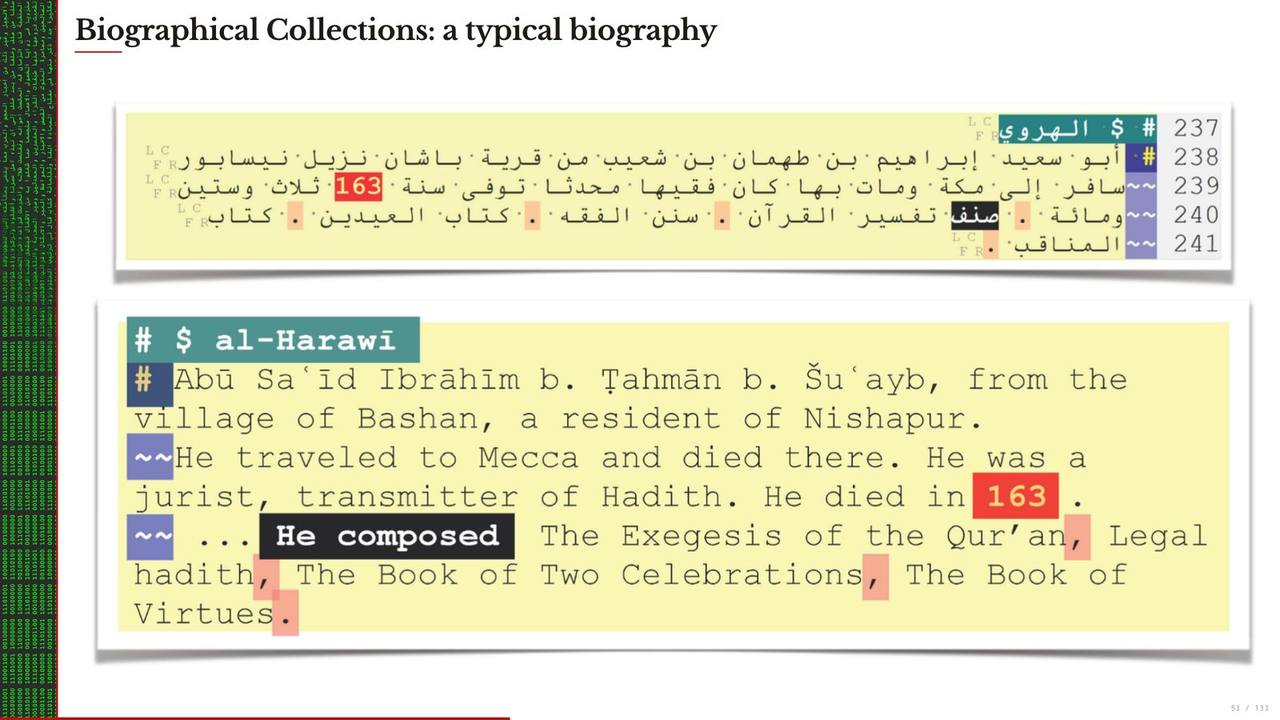 Biographical Collections: a typical biography
# $ الهروي 237
# أبو سعيد إبراهيم بن طهمان بن شعيب من قرية باشان نزيل نيسابور 238
~~سافر إلى مكة ومات بها كان فقيها محدثا توفى سنة 163 ثلاث وستين 239
~~ومائة . صنف تفسير القرآن . سنن الفقه . كتاب العيدين . كتاب 240
~~المناقب . 241
# $ al-Harawī
# Abū Saʿīd Ibrāhīm b. Ṭahmān b. Šuʿayb, from the
village of Bashan, a resident of Nishapur.
~~He traveled to Mecca and died there. He was a
jurist, transmitter of Hadith. He died in 163 .
~~ ... He composed The Exegesis of the Qur’an, Legal
hadith, The Book of Two Celebrations, The Book of
Virtues.
53 / 133